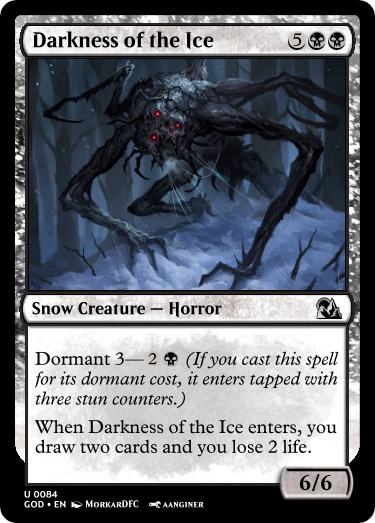 Darkness of the Ice 5
Snow Creature — Horror
Dormant 3— 2 (If you cast this spell
for its dormant cost, it enters tapped with
three stun counters.)
When Darkness of the Ice enters, you
draw two cards and you lose 2 life.
6/6
U 0084
GOD • EN MorkarDFC AANGINER